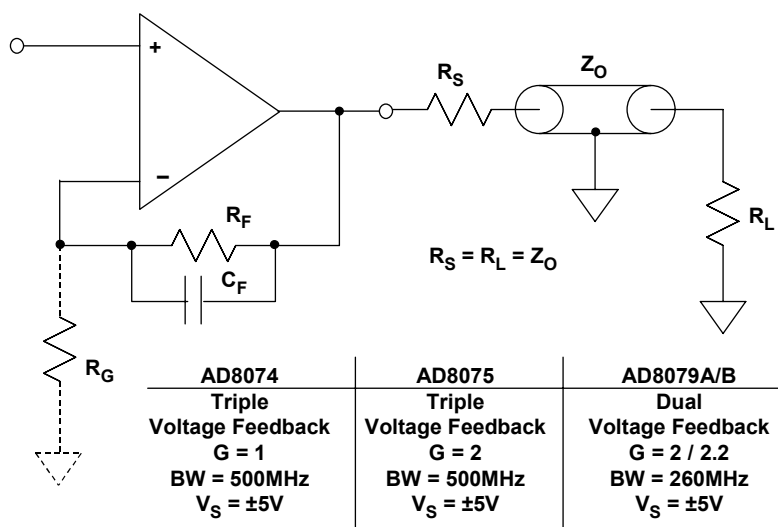 +
R_S
Z_O
−
R_F
R_L
C_F
R_S = R_L = Z_O
R_G
AD8074 AD8075 AD8079A/B
Triple Triple Dual
Voltage Feedback Voltage Feedback Voltage Feedback
G = 1 G = 2 G = 2 / 2.2
BW = 500MHz BW = 500MHz BW = 260MHz
V_S = ±5V V_S = ±5V V_S = ±5V